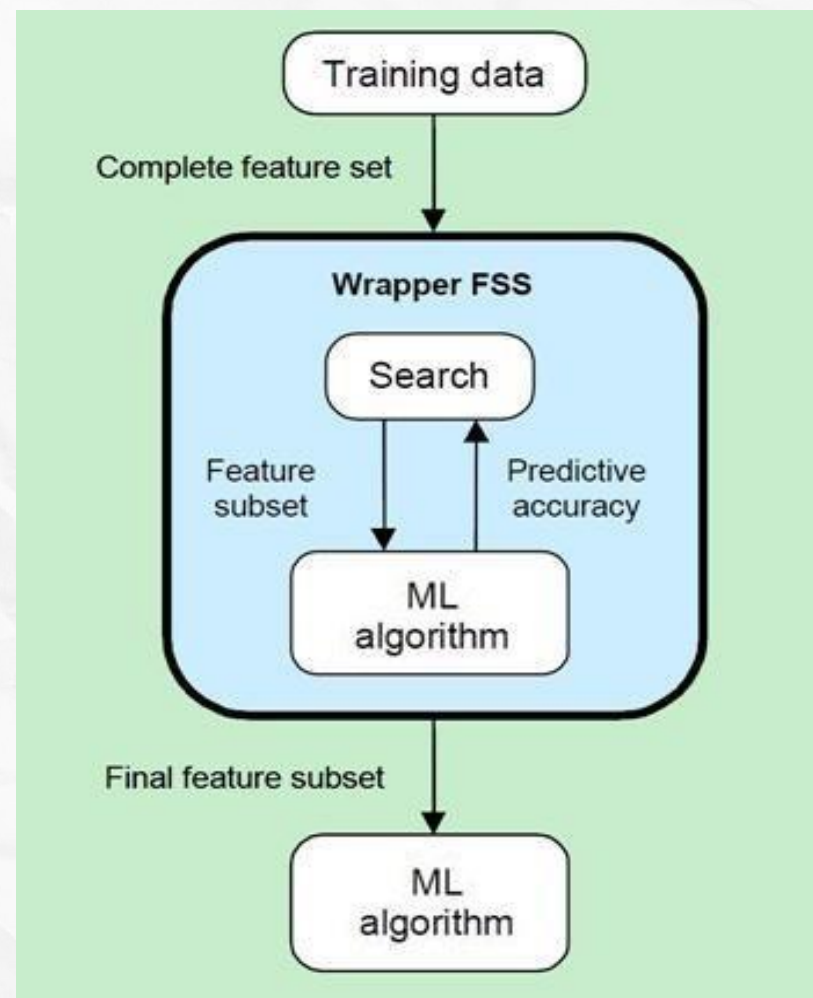 Training data
Complete feature set
Wrapper FSS
Search
Feature
subset
Predictive
accuracy
ML
algorithm
Final feature subset
ML
algorithm